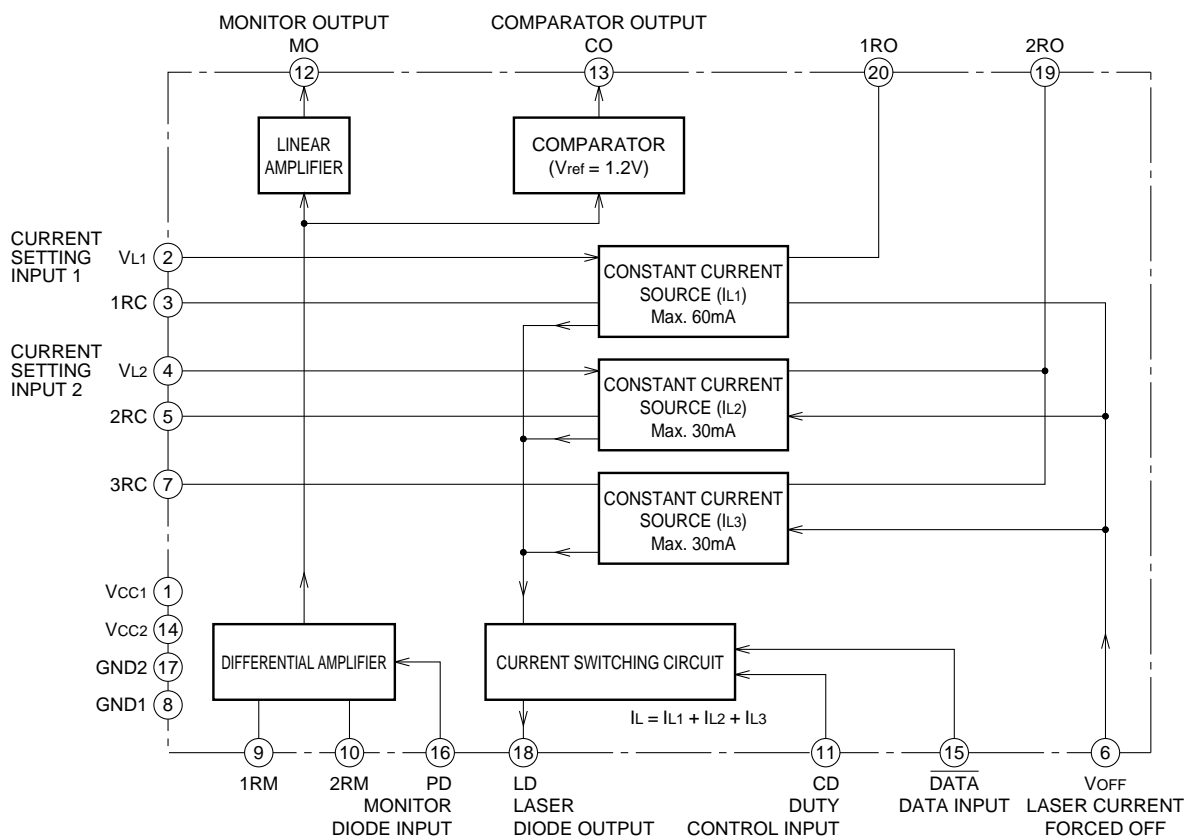 MONITOR OUTPUT
MO
12
COMPARATOR OUTPUT
CO
13
1RO
20
2RO
19
LINEAR
AMPLIFIER
COMPARATOR
(Vref = 1.2V)
CURRENT
SETTING
INPUT 1
VL1 2
1RC 3
CONSTANT CURRENT
SOURCE (IL1)
Max. 60mA
CURRENT
SETTING
INPUT 2
VL2 4
2RC 5
CONSTANT CURRENT
SOURCE (IL2)
Max. 30mA
3RC 7
CONSTANT CURRENT
SOURCE (IL3)
Max. 30mA
VCC1 1
VCC2 14
GND2 17
GND1 8
DIFFERENTIAL AMPLIFIER
CURRENT SWITCHING CIRCUIT
IL = IL1 + IL2 + IL3
9
1RM
10
2RM
16
PD
MONITOR
DIODE INPUT
18
LD
LASER
DIODE OUTPUT
11
CD
DUTY
CONTROL INPUT
15
DATA
DATA INPUT
6
VOFF
LASER CURRENT
FORCED OFF